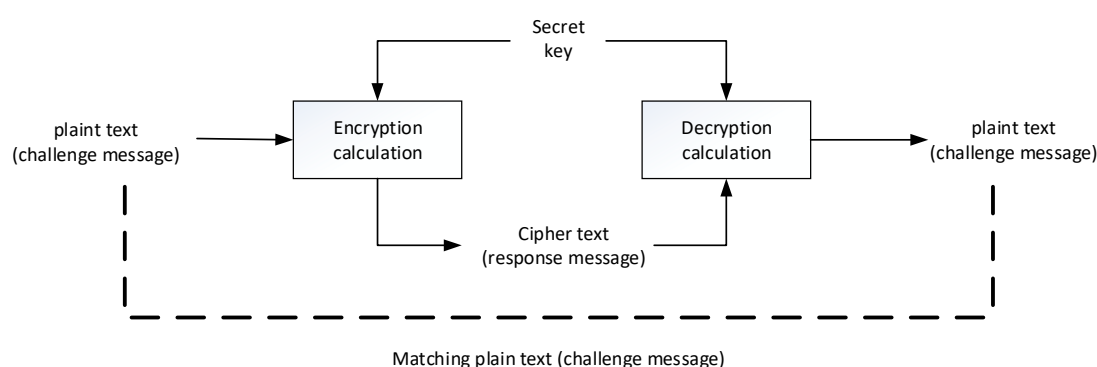 Secret
key
plaint text
(challenge message)
Encryption
calculation
Decryption
calculation
plaint text
(challenge message)
Cipher text
(response message)
Matching plain text (challenge message)